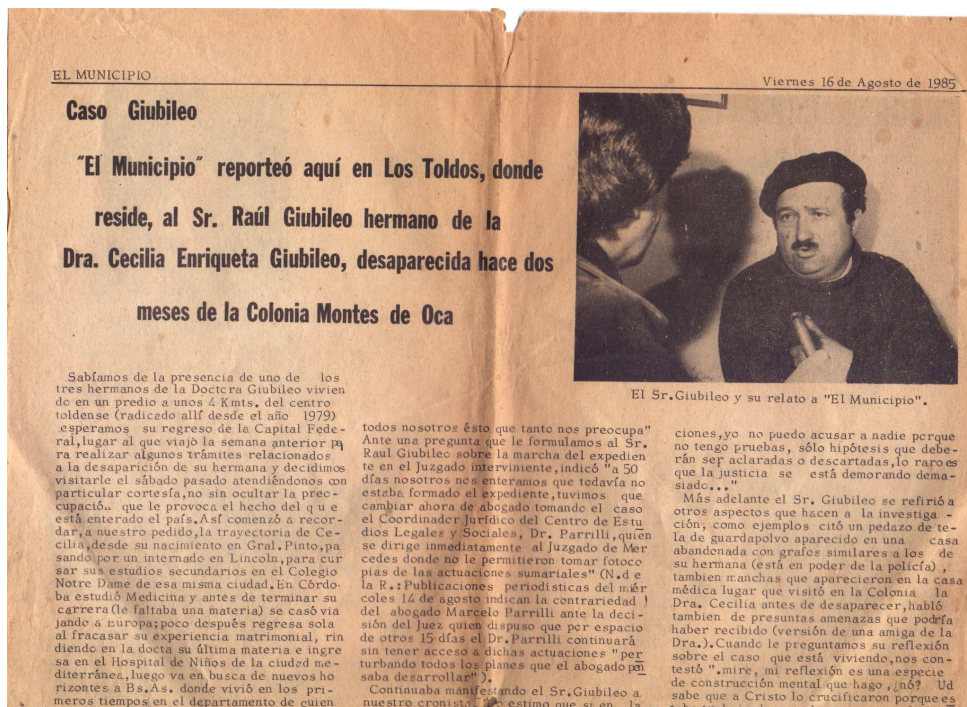 EL MUNICIPIO
Viernes 16 de Agosto de 1985
Caso Giubileo
"El Municipio" reporteó aquí en Los Toldos, donde
reside, al Sr. Raúl Giubileo hermano de la
Dra. Cecilia Enriqueta Giubileo, desaparecida hace dos
meses de la Colonia Montes de Oca
El Sr.Giubileo y su relato a "El Municipio".
Sabíamos de la presencia de uno de los
tres hermanos de la Doctora Giubileo vivien
do en un predio a unos 4 Kmts. del centro
toldense (radicado allí desde el año 1979)
esperamos su regreso de la Capital Fede-
ral,lugar al que viajó la semana anterior pa
ra realizar algunos trámites relacionados
a la desaparición de su hermana y decidimos
visitarle el sábado pasado atendiéndonos con
particular cortesía,no sin ocultar la preo-
cupació.. que le provoca el hecho del q u e
está enterado el país.Así comenzó a recor-
dar,a nuestro pedido,la trayectoria de Ce-
cilia,desde su nacimiento en Gral.Pinto,pa
sando por un internado en Lincoln,para cur
sar sus estudios secundarios en el Colegio
Notre Dame de esa misma ciudad.En Córdo-
ba estudió Medicina y antes de terminar su
carrera (le faltaba una materia) se casó via
jando a Europa;poco después regresa sola
al fracasar su experiencia matrimonial, rin
diendo en la docta su última materia e ingre
sa en el Hospital de Niños de la ciudad me-
diterránea,luego va en busca de nuevos ho
rizontes a Bs.As. donde vivió en los pri-
meros tiempos en el departamento de quien
todos nosotros ésto que tanto nos preocupa"
Ante una pregunta que le formulamos al Sr.
Raul Giubileo sobre la marcha del expedien
te en el Juzgado interviniente,indicó "a 50
días nosotros nos enteramos que todavía no
estaba formado el expediente,tuvimos que
cambiar ahora de abogado tomando el caso
el Coordinador Jurídico del Centro de Estu
dios Legales y Sociales, Dr. Parrilli,quien
se dirige inmediatamente al Juzgado de Mer
cedes donde no le permitieron tomar fotoco
pias de las actuaciones sumariales" (N.d e
la R.:Publicaciones periodísticas del miér
coles 14 de agosto indican la contrariedad
del abogado Marcelo Parrilli ante la deci-
sión del Juez quien dispuso que por espacio
de otros 15 días el Dr.Parrilli continuará
sin tener acceso a dichas actuaciones "per
turbando todos los planes que el abogado pen
saba desarrollar").
Continuaba manifestando el Sr.Giubileo a
nuestro cronista estimo que si en la
ciones,yo no puedo acusar a nadie porque
no tengo pruebas, sólo hipótesis que debe-
rán ser aclaradas o descartadas,lo raro es
que la justicia se está demorando dema-
siado..."
Más adelante el Sr. Giubileo se refirió a
otros aspectos que hacen a la investiga -
ción, como ejemplos citó un pedazo de te-
la de guardapolvo aparecido en una casa
abandonada con grafos similares a los de
su hermana (está en poder de la policía) ,
tambien manchas que aparecieron en la casa
médica lugar que visitó en la Colonia la
Dra. Cecilia antes de desaparecer,habló
tambien de presuntas amenazas que podría
haber recibido (versión de una amiga de la
Dra.).Cuando le preguntamos su reflexión
sobre el caso que está viviendo,nos con-
testó ".mire, mi reflexión es una especie
de construcción mental que hago ,¿nó? Ud
sabe que a Cristo lo crucificaron porque es